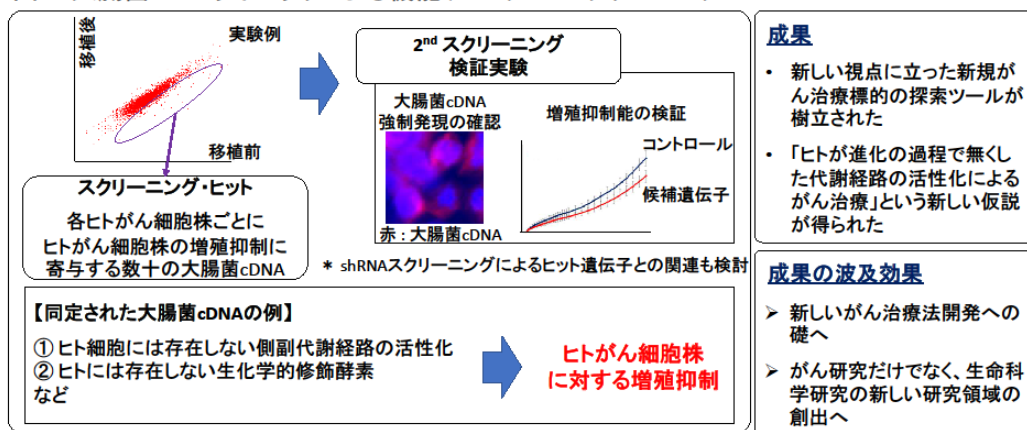 移植後
実験例
移植前
スクリーニング・ヒット
各ヒトがん細胞株ごとに
ヒトがん細胞株の増殖抑制に
寄与する数十の大腸菌cDNA
2nd スクリーニング
検証実験
大腸菌cDNA
強制発現の確認
赤：大腸菌cDNA
増殖抑制能の検証
コントロール
候補遺伝子
* shRNAスクリーニングによるヒット遺伝子との関連も検討
【同定された大腸菌cDNAの例】
① ヒト細胞には存在しない側副代謝経路の活性化
② ヒトには存在しない生化学的修飾酵素
など
ヒトがん細胞株
に対する増殖抑制
成果
• 新しい視点に立った新規が
ん治療標的の探索ツールが
樹立された
• 「ヒトが進化の過程で無くし
た代謝経路の活性化による
がん治療」という新しい仮説
が得られた
成果の波及効果
➢ 新しいがん治療法開発への
礎へ
➢ がん研究だけでなく、生命科
学研究の新しい研究領域の
創出へ